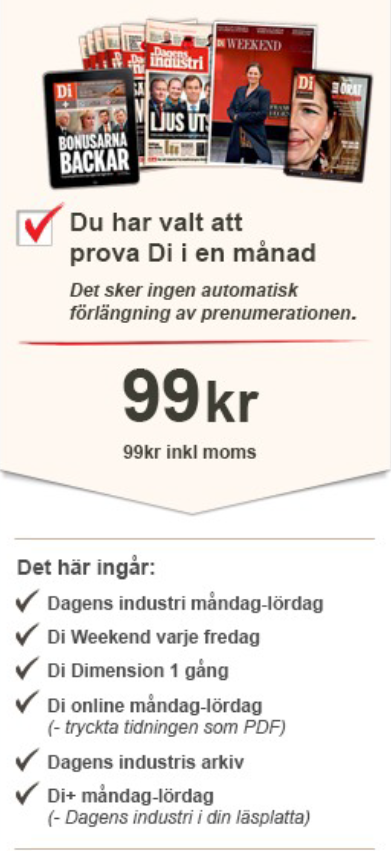 Di
+
BONUSARNA
BACKAR
Dagens
industri
LJUS UTS
DI WEEKEND
Di
Du har valt att
prova Di i en månad
Det sker ingen automatisk
förlängning av prenumerationen.
99kr
99kr inkl moms
Det här ingår:
Dagens industri måndag-lördag
Di Weekend varje fredag
Di Dimension 1 gång
Di online måndag-lördag
(- tryckta tidningen som PDF)
Dagens industris arkiv
Di+ måndag-lördag
(- Dagens industri i din läsplatta)